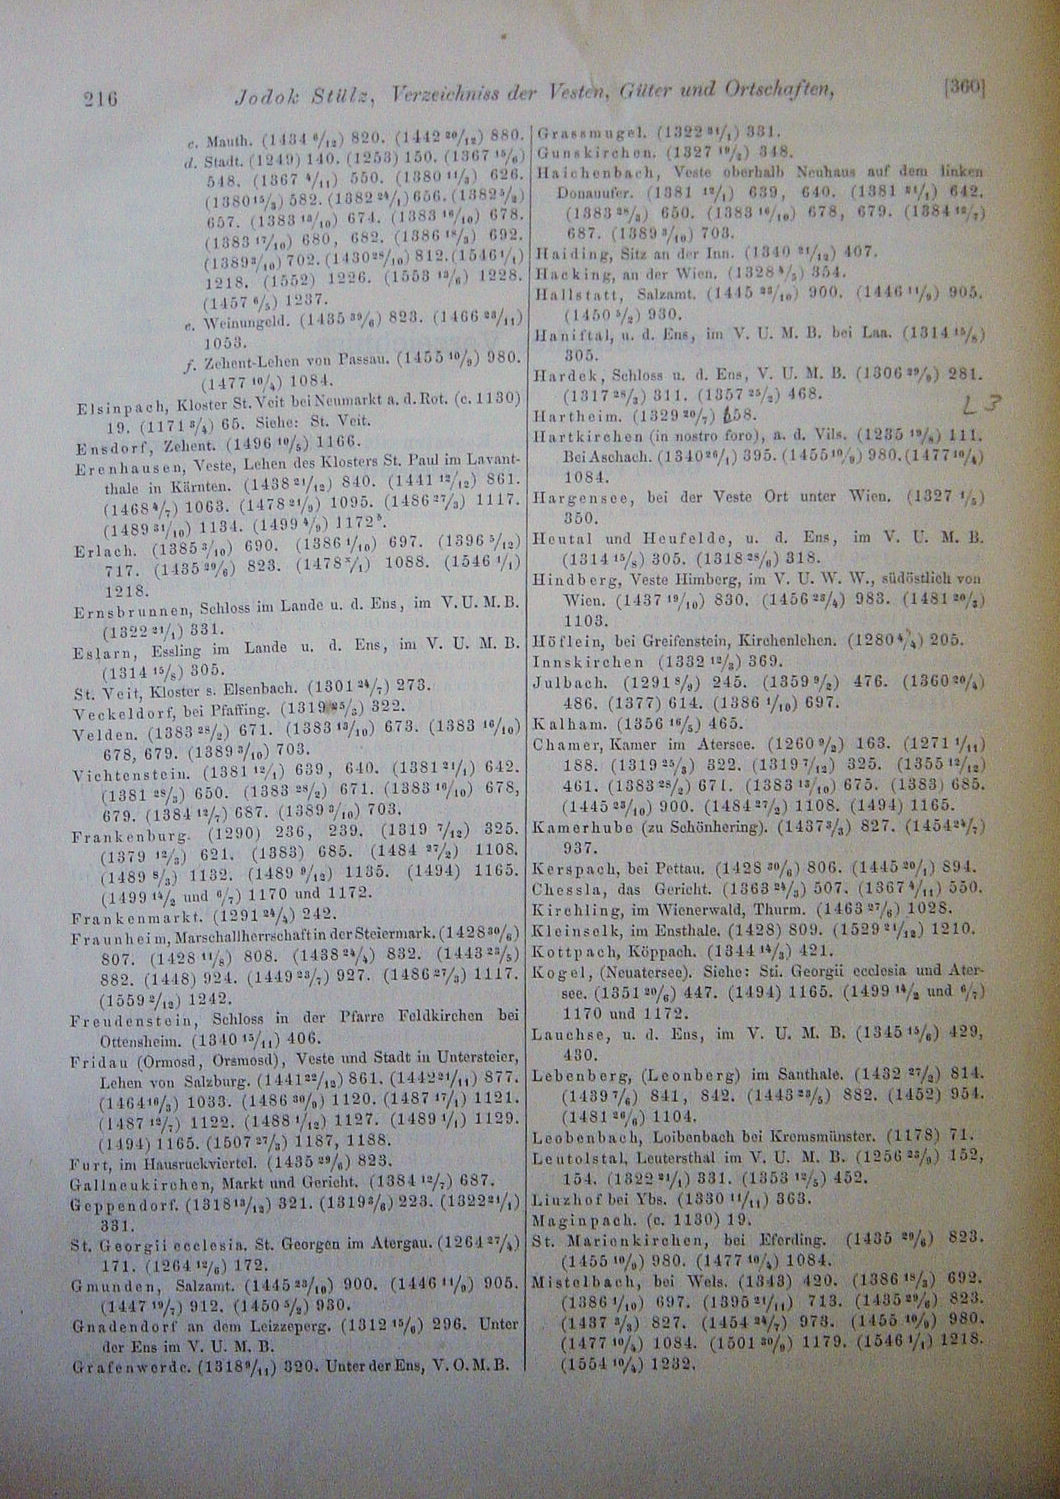 216 Jodok Stülz, Verzeichniss der Vesten, Güter und Ortschaften, [360]
c. Mauth. (1434 6/12) 820. (1442 20/12) 880.
d. Stadt. (1249) 140. (1253) 150. (1367 15/6)
548. (1367 4/11) 550. (1380 11/3) 626.
(1380 15/3) 582. (1382 24/1) 656. (1382 5/2)
657. (1383 13/10) 674. (1383 16/10) 678.
(1383 17/10) 680, 682. (1386 18/3) 692.
(1389 3/10) 702. (1430 28/10) 812. (1546 1/1)
1218. (1552) 1226. (1553 13/6) 1228.
(1457 6/5) 1237.
e. Weinungeld. (1435 29/6) 823. (1466 23/11)
1053.
f. Zehent-Lehen von Passau. (1455 10/9) 980.
(1477 10/4) 1084.
Elsinpach, Kloster St. Veit bei Neumarkt a. d. Rot. (c. 1130)
19. (1171 3/4) 65. Siehe: St. Veit.
Ensdorf, Zehent. (1496 10/5) 1166.
Erenhausen, Veste, Lehen des Klosters St. Paul im Lavant-
thale in Kärnten. (1438 21/12) 840. (1441 12/12) 861.
(1468 4/7) 1063. (1478 21/9) 1095. (1486 27/3) 1117.
(1489 31/10) 1134. (1499 4/9) 1172b.
Erlach. (1385 3/10) 690. (1386 1/10) 697. (1396 5/12)
717. (1435 29/6) 823. (1478 x/1) 1088. (1546 1/1)
1218.
Ernsbrunnen, Schloss im Lande u. d. Ens, im V. U. M. B.
(1322 21/1) 331.
Eslarn, Essling im Lande u. d. Ens, im V. U. M. B.
(1314 15/8) 305.
St. Veit, Kloster s. Elsenbach. (1301 24/7) 273.
Veckeldorf, bei Pfaffing. (1319 25/3) 322.
Velden. (1383 28/2) 671. (1383 13/10) 673. (1383 16/10)
678, 679. (1389 3/10) 703.
Vichtenstein. (1381 12/1) 639, 640. (1381 21/1) 642.
(1381 28/3) 650. (1383 28/2) 671. (1383 16/10) 678,
679. (1384 12/7) 687. (1389 3/10) 703.
Frankenburg. (1290) 236, 239. (1319 7/12) 325.
(1379 12/3) 621. (1383) 685. (1484 27/2) 1108.
(1489 8/3) 1132. (1489 9/12) 1135. (1494) 1165.
(1499 14/2 und 6/7) 1170 und 1172.
Frankenmarkt. (1291 24/4) 242.
Fraunheim, Marschallherrschaft in der Steiermark. (1428 30/6)
807. (1428 11/8) 808. (1438 24/4) 832. (1443 23/5)
882. (1448) 924. (1449 23/7) 927. (1486 27/3) 1117.
(1559 2/12) 1242.
Freudenstein, Schloss in der Pfarre Feldkirchen bei
Ottensheim. (1340 15/11) 406.
Fridau (Ormosd, Orsmosd), Veste und Stadt in Untersteier,
Lehen von Salzburg. (1441 22/12) 861. (1442 21/11) 877.
(1464 16/3) 1033. (1486 30/9) 1120. (1487 17/1) 1121.
(1487 12/7) 1122. (1488 1/12) 1127. (1489 1/1) 1129.
(1494) 1165. (1507 27/3) 1187, 1188.
Furt, im Hausruckviertel. (1435 29/6) 823.
Gallneukirchen, Markt und Gericht. (1384 12/7) 687.
Geppendorf. (1318 13/12) 321. (1319 3/6) 223. (1322 21/1)
331.
St. Georgii ecclesia. St. Georgen im Atergau. (1264 27/4)
171. (1264 12/6) 172.
Gmunden, Salzamt. (1445 23/10) 900. (1446 11/9) 905.
(1447 19/7) 912. (1450 5/2) 930.
Gnadendorf an dem Leizzeperg. (1312 15/6) 296. Unter
der Ens im V. U. M. B.
Grafenwerde. (1318 9/11) 320. Unter der Ens, V. O. M. B.
Grassmugel. (1322 21/1) 331.
Gunskirchen. (1327 19/2) 348.
Haichenbach, Veste oberhalb Neuhaus auf dem linken
Donauufer. (1381 12/1) 639, 640. (1381 21/1) 642.
(1383 28/3) 650. (1383 16/10) 678, 679. (1384 12/7)
687. (1389 3/10) 703.
Haiding, Sitz an der Inn. (1340 21/12) 407.
Hacking, an der Wien. (1328 4/5) 354.
Hallstatt, Salzamt. (1445 23/10) 900. (1446 11/9) 905.
(1450 5/2) 930.
Haniftal, u. d. Ens, im V. U. M. B. bei Laa. (1314 15/8)
305.
Hardek, Schloss u. d. Ens, V. U. M. B. (1306 29/9) 281.
(1317 28/3) 311. (1357 25/2) 468.
L 3
Hartheim. (1329 20/7) 658.
Hartkirchen (in nostro foro), a. d. Vils. (1235 19/8) 111.
Bei Aschach. (1340 26/1) 395. (1455 10/9) 980. (1477 10/4)
1084.
Hargensee, bei der Veste Ort unter Wien. (1327 1/5)
350.
Heutal und Heufelde, u. d. Ens, im V. U. M. B.
(1314 15/8) 305. (1318 28/6) 318.
Hindberg, Veste Himberg, im V. U. W. W., südöstlich von
Wien. (1437 19/10) 830. (1456 23/4) 983. (1481 20/3)
1103.
Höflein, bei Greifenstein, Kirchenlehen. (1280 4/4) 205.
Innskirchen (1332 12/3) 369.
Julbach. (1291 8/9) 245. (1359 9/2) 476. (1360 20/4)
486. (1377) 614. (1386 1/10) 697.
Kalham. (1356 16/5) 465.
Chamer, Kamer im Atersee. (1260 9/2) 163. (1271 1/11)
188. (1319 25/3) 322. (1319 7/12) 325. (1355 12/12)
461. (1383 28/2) 671. (1383 13/10) 675. (1383) 685.
(1445 23/10) 900. (1484 27/2) 1108. (1494) 1165.
Kamerhube (zu Schönhering). (1437 3/3) 827. (1454 24/7)
937.
Kerspach, bei Pettau. (1428 30/6) 806. (1445 20/1) 894.
Chessla, das Gericht. (1363 24/3) 507. (1367 4/11) 550.
Kirchling, im Wienerwald, Thurm. (1463 27/6) 1028.
Kleinselk, im Ensthale. (1428) 809. (1529 21/12) 1210.
Kottpach, Köppach. (1344 14/3) 421.
Kogel, (Neuatersee). Siehe: Sti. Georgii ecclesia und Ater-
see. (1351 20/6) 447. (1494) 1165. (1499 14/2 und 6/7)
1170 und 1172.
Lauchse, u. d. Ens, im V. U. M. B. (1345 15/6) 429,
430.
Lebenberg, (Leonberg) im Santhale. (1432 27/2) 814.
(1439 7/6) 841, 842. (1443 23/5) 882. (1452) 954.
(1481 26/6) 1104.
Leobenbach, Loibenbach bei Kremsmünster. (1178) 71.
Leutolstal, Leutersthal im V. U. M. B. (1256 23/9) 152,
154. (1322 21/1) 331. (1353 12/5) 452.
Linzhof bei Ybs. (1330 11/11) 363.
Maginpach. (c. 1130) 19.
St. Marienkirchen, bei Eferding. (1435 29/6) 823.
(1455 10/9) 980. (1477 10/4) 1084.
Mistelbach, bei Wels. (1343) 420. (1386 18/3) 692.
(1386 1/10) 697. (1395 21/11) 713. (1435 29/6) 823.
(1437 3/3) 827. (1454 24/7) 973. (1455 10/9) 980.
(1477 10/4) 1084. (1501 30/9) 1179. (1546 1/1) 1218.
(1554 10/4) 1232.